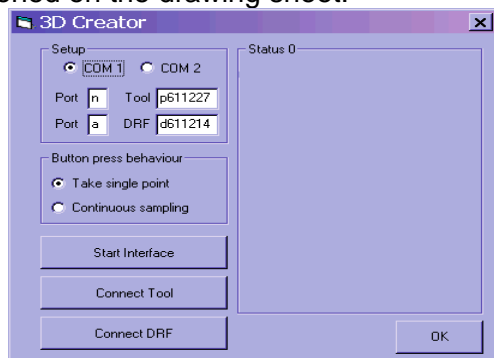 ched on the drawing sheet.
3D Creator
Setup
COM 1 COM 2
Port n Tool p611227
Port a DRF d611214
Button press behaviour
Take single point
Continuous sampling
Start Interface
Connect Tool
Connect DRF
Status 0
OK